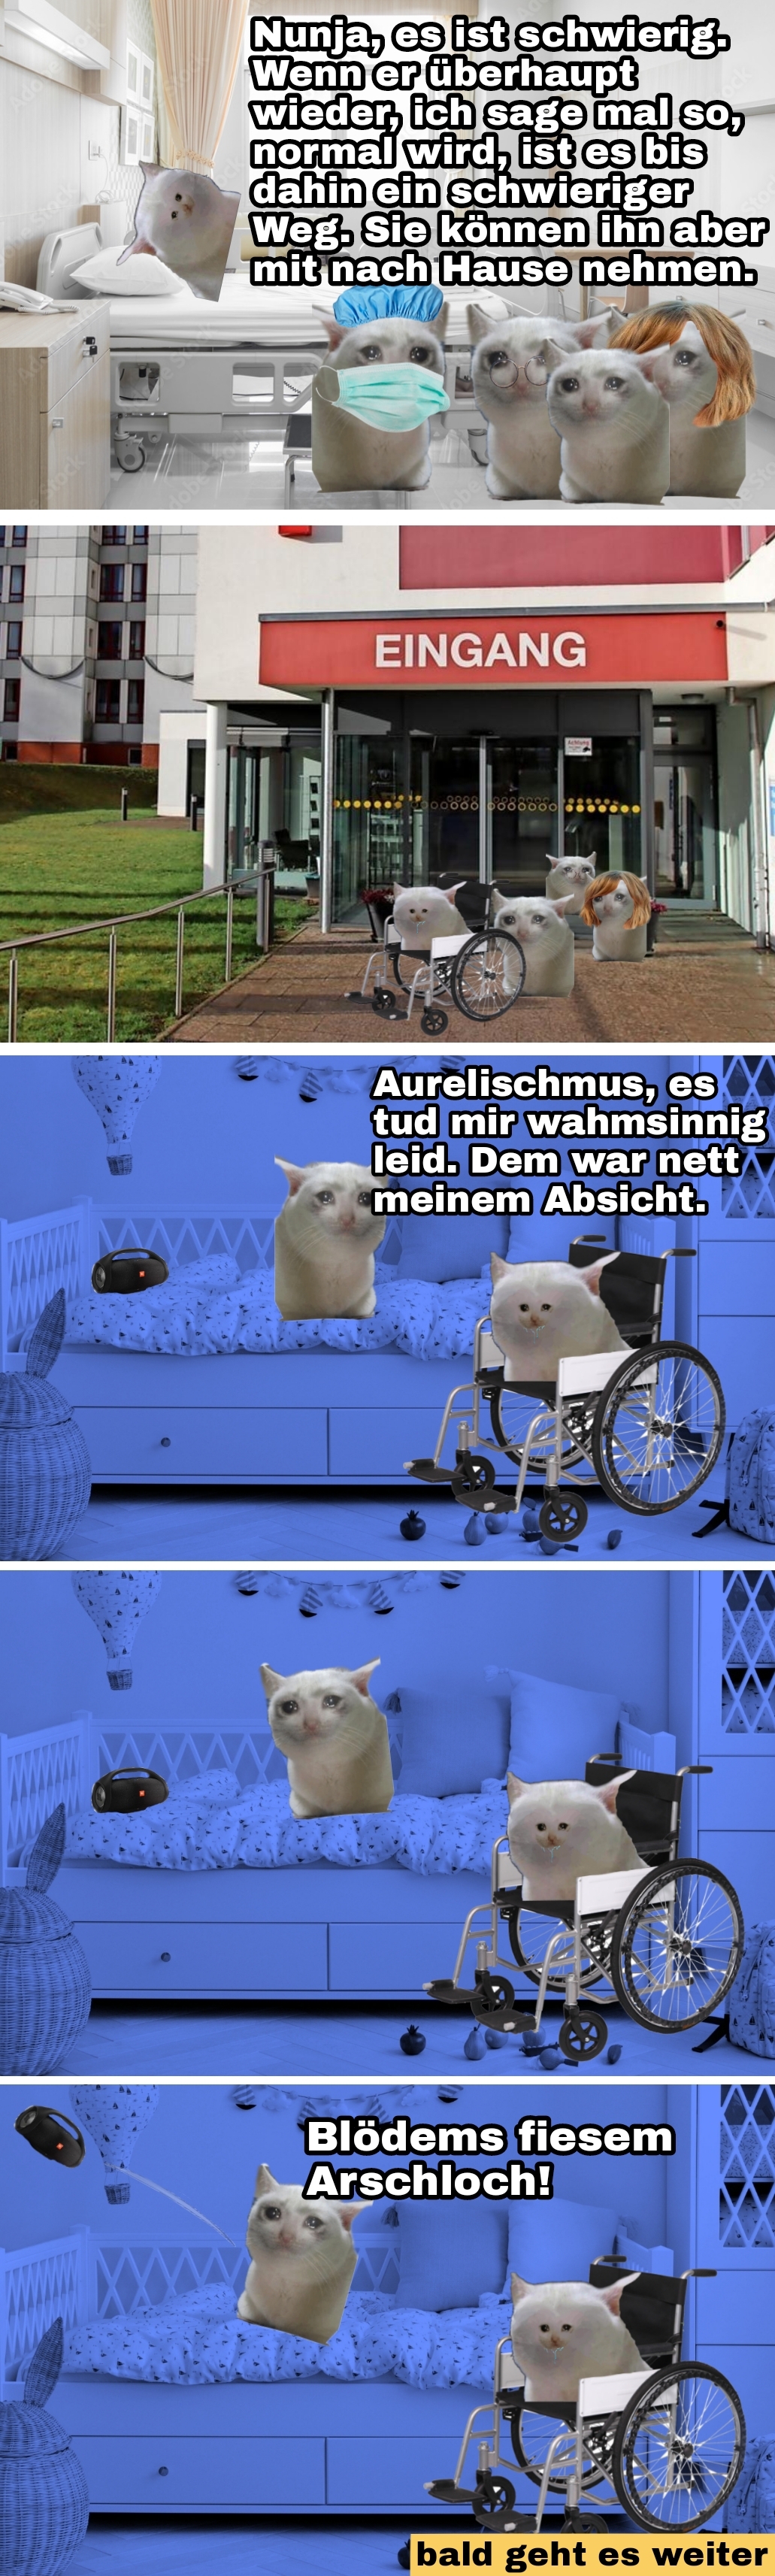 Nunja, es ist schwierig.
Wenn er überhaupt
wieder, ich sage mal so,
normal wird, ist es bis
dahin ein schwieriger
Weg. Sie können ihn aber
mit nach Hause nehmen.
EINGANG
Achtung
Aurelischmus, es
tud mir wahmsinnig
leid. Dem war nett
meinem Absicht.
Blödems fiesem
Arschloch!
bald geht es weiter